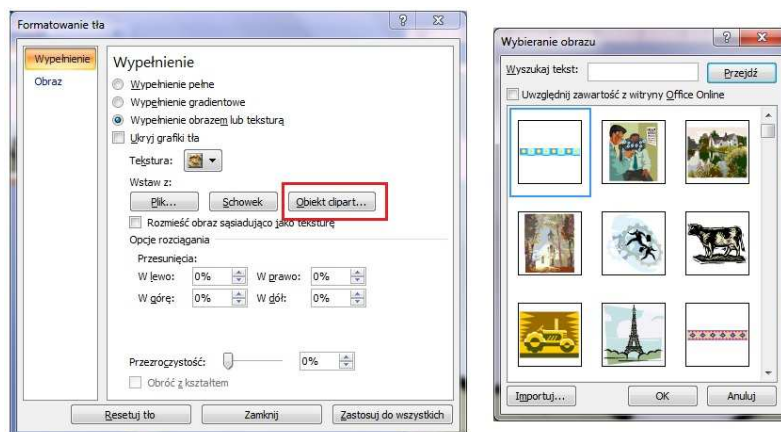 Formatowanie tła
Wypełnienie
Obraz
Wypełnienie
Wypełnienie pełne
Wypełnienie gradientowe
Wypełnienie obrazem lub teksturą
Ukryj grafiki tła
Tekstura:
Wstaw z:
Plik...
Schowek
Obiekt clipart...
Rozmieść obraz sąsiadująco jako teksturę
Opcje rozciągania
Przesunięcia:
W lewo: 0% W prawo: 0%
W górę: 0% W dół: 0%
Przezroczystość: 0%
Obróć z kształtem
Resetuj tło
Zamknij
Zastosuj do wszystkich
Wybieranie obrazu
Wyszukaj tekst:
Przejdź
Uwzględnij zawartość z witryny Office Online
Importuj...
OK
Anuluj